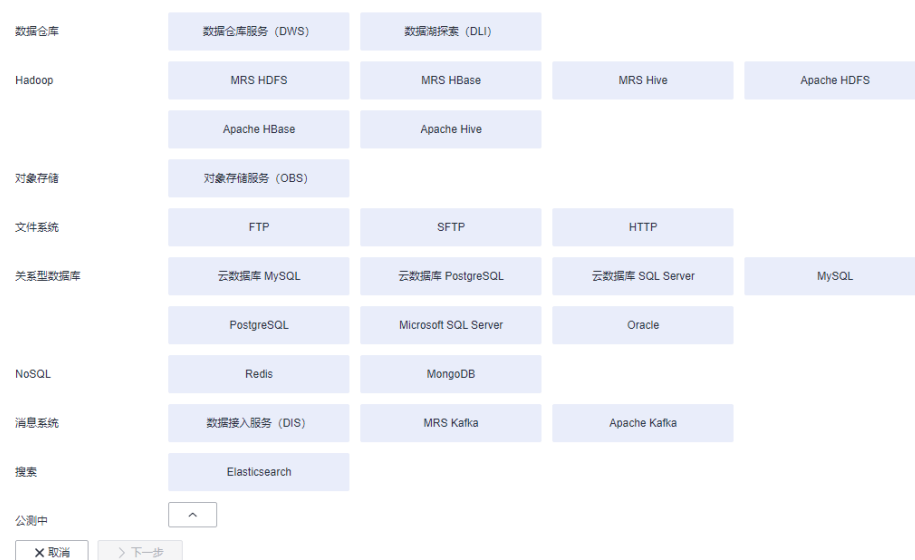 数据仓库 数据仓库服务（DWS） 数据湖探索（DLI）
Hadoop MRS HDFS MRS HBase MRS Hive Apache HDFS
Apache HBase Apache Hive
对象存储 对象存储服务（OBS）
文件系统 FTP SFTP HTTP
关系型数据库 云数据库 MySQL 云数据库 PostgreSQL 云数据库 SQL Server MySQL
PostgreSQL Microsoft SQL Server Oracle
NoSQL Redis MongoDB
消息系统 数据接入服务（DIS） MRS Kafka Apache Kafka
搜索 Elasticsearch
公测中
取消 下一步